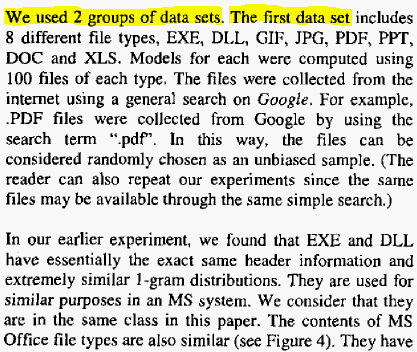 We used 2 groups of data sets. The first data set includes
8 different file types, EXE, DLL, GIF, JPG, PDF, PPT,
DOC and XLS. Models for each were computed using
100 files of each type. The files were collected from the
internet using a general search on Google. For example,
.PDF files were collected from Google by using the
search term “.pdf”. In this way, the files can be
considered randomly chosen as an unbiased sample. (The
reader can also repeat our experiments since the same
files may be available through the same simple search.)
In our earlier experiment, we found that EXE and DLL
have essentially the exact same header information and
extremely similar 1-gram distributions. They are used for
similar purposes in an MS system. We consider that they
are in the same class in this paper. The contents of MS
Office file types are also similar (see Figure 4). They have